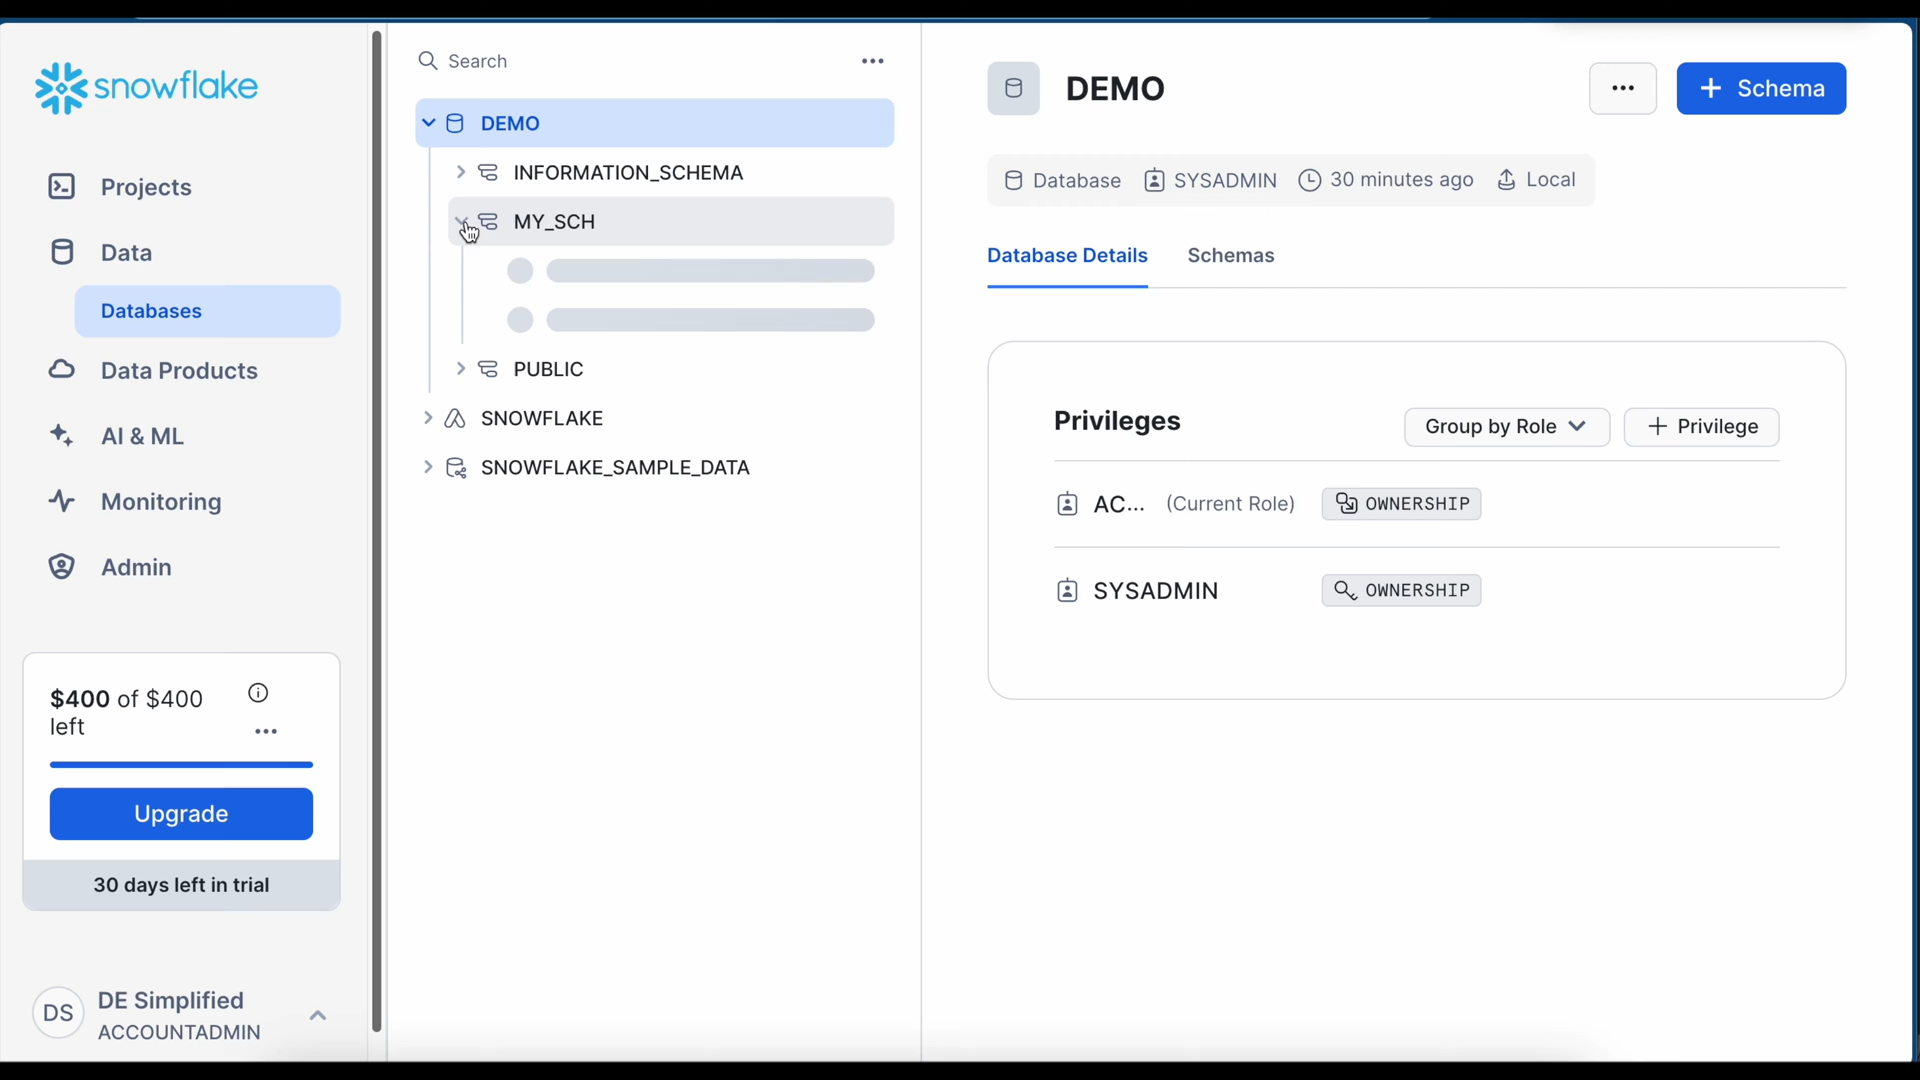 snowflake
Projects
Data
Databases
Data Products
AI & ML
Monitoring
Admin
$400 of $400
left
Upgrade
30 days left in trial
DS
DE Simplified
ACCOUNTADMIN
Search
DEMO
INFORMATION_SCHEMA
MY_SCH
PUBLIC
SNOWFLAKE
SNOWFLAKE_SAMPLE_DATA
DEMO
+ Schema
Database SYSADMIN 30 minutes ago Local
Database Details Schemas
Privileges Group by Role + Privilege
AC... (Current Role) OWNERSHIP
SYSADMIN OWNERSHIP